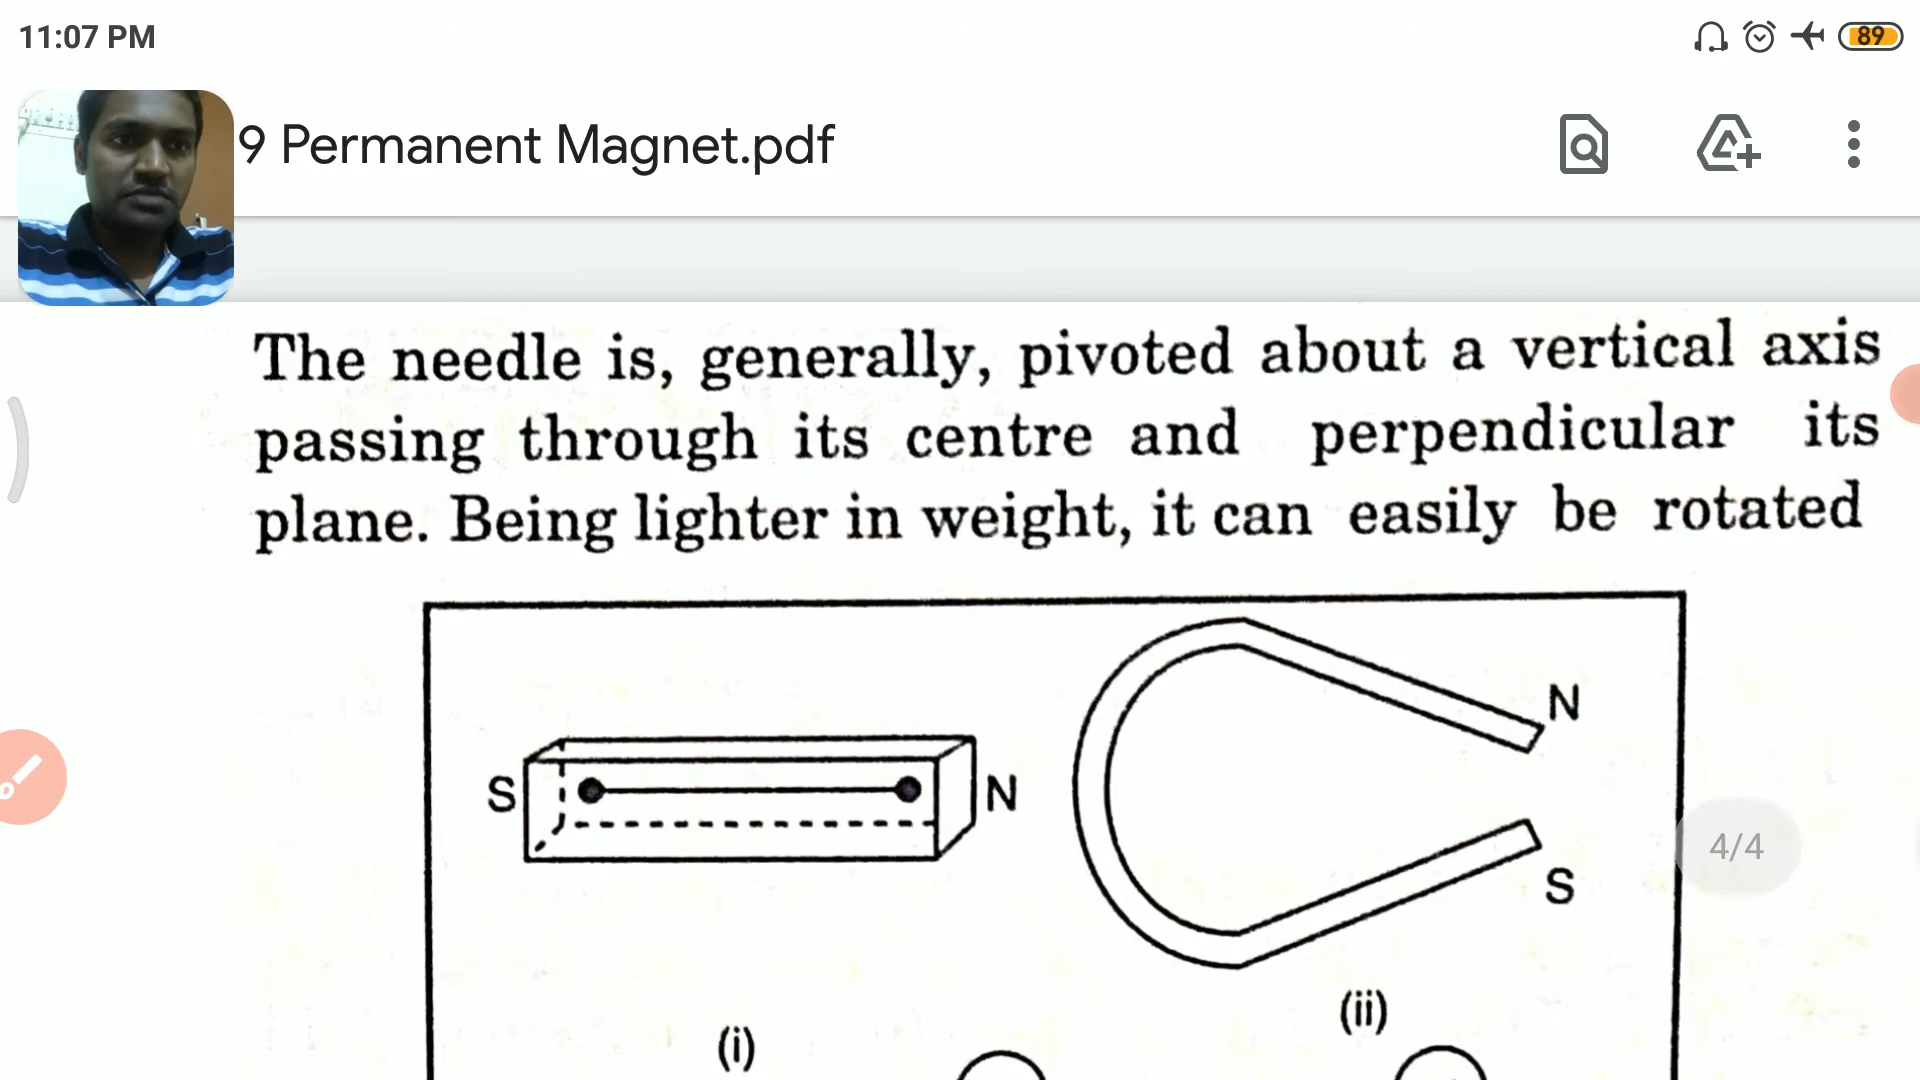 11:07 PM
89
9 Permanent Magnet.pdf
The needle is, generally, pivoted about a vertical axis
passing through its centre and perpendicular its
plane. Being lighter in weight, it can easily be rotated
N
S
N
4/4
S
(ii)
(i)